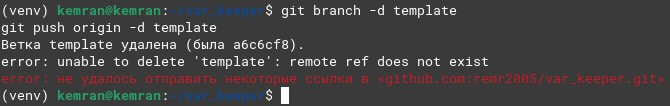 (venv) kemran@kemran:~/var_keeper$ git branch -d template
git push origin -d template
Ветка template удалена (была a6c6cf8).
error: unable to delete 'template': remote ref does not exist
error: не удалось отправить некоторые ссылки в «github.com:remr2005/var_keeper.git»
(venv) kemran@kemran:~/var_keeper$